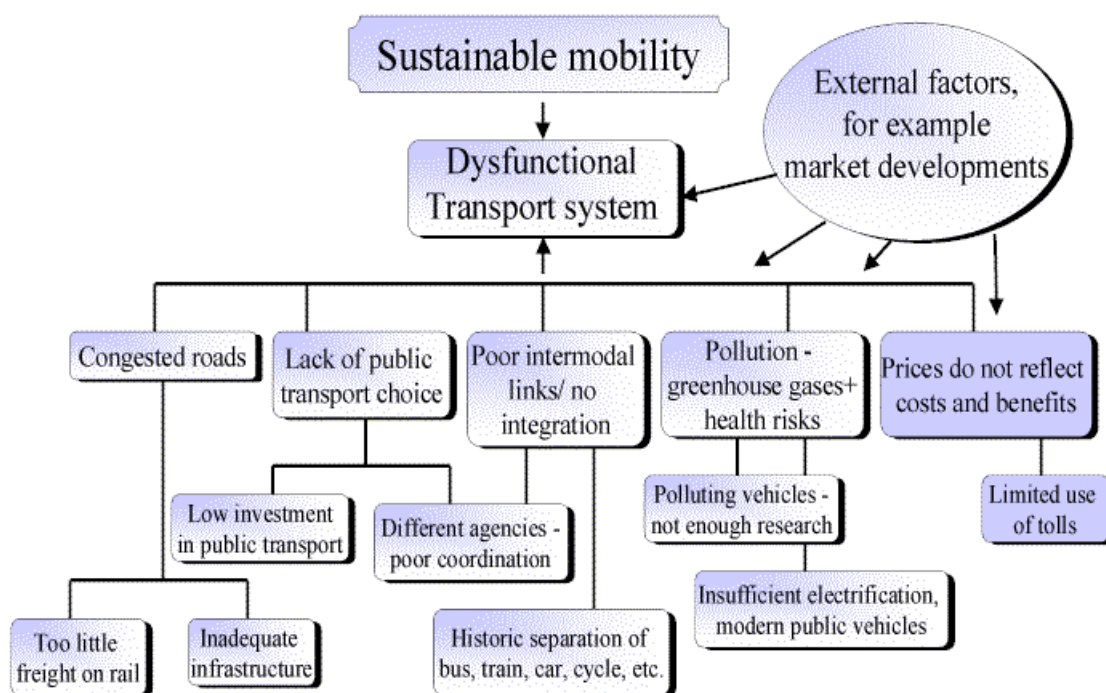 Sustainable mobility
External factors,
for example
market developments
Dysfunctional
Transport system
Congested roads
Lack of public
transport choice
Poor intermodal
links/ no
integration
Pollution -
greenhouse gases+
health risks
Prices do not reflect
costs and benefits
Low investment
in public transport
Different agencies -
poor coordination
Polluting vehicles -
not enough research
Limited use
of tolls
Too little
freight on rail
Inadequate
infrastructure
Historic separation of
bus, train, car, cycle, etc.
Insufficient electrification,
modern public vehicles